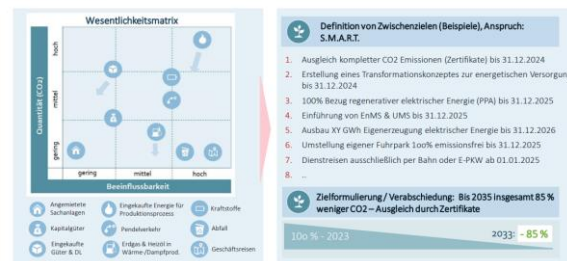 Wesentlichkeitsmatrix
Quantität (CO₂)
hoch
mittel
gering
gering
mittel
hoch
Beeinflussbarkeit
Angemietete
Sachanlagen
Eingekaufte Energie für
Produktionsprozess
Kraftstoffe
Kapitalgüter
Pendelverkehr
Abfall
Eingekaufte
Güter & DL
Erdgas & Heizöl in
Wärme-/Dampfprod.
Geschäftsreisen
Definition von Zwischenzielen (Beispiele), Anspruch:
S.M.A.R.T.
1. Ausgleich kompletter CO2 Emissionen (Zertifikate) bis 31.12.2024
2. Erstellung eines Transformationskonzeptes zur energetischen Versorgun
bis 31.12.2024
3. 100% Bezug regenerativer elektrischer Energie (PPA) bis 31.12.2025
4. Einführung von EnMS & UMS bis 31.12.2025
5. Ausbau XY GWh Eigenerzeugung elektrischer Energie bis 31.12.2026
6. Umstellung eigener Fuhrpark 100% emissionsfrei bis 31.12.2025
7. Dienstreisen ausschließlich per Bahn oder E-PKW ab 01.01.2025
8. ..
Zielformulierung / Verabschiedung: Bis 2035 insgesamt 85 %
weniger CO2 – Ausgleich durch Zertifikate
100 % - 2023
2033: - 85 %